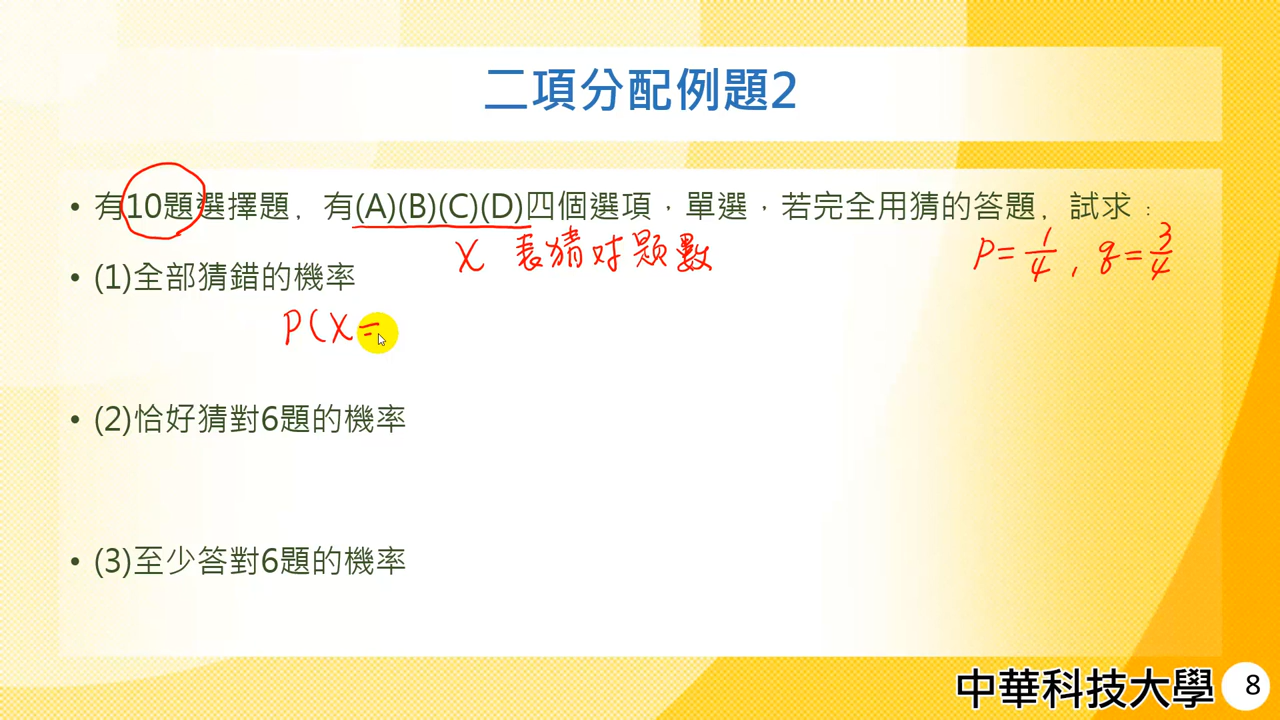 二項分配例題2
• 有10題選擇題，有(A)(B)(C)(D)四個選項，單選，若完全用猜的答題，試求：
X 表猜对題數
P=1/4, q=3/4
• (1)全部猜錯的機率
P(X=
• (2)恰好猜對6題的機率
• (3)至少答對6題的機率
中華科技大學 8